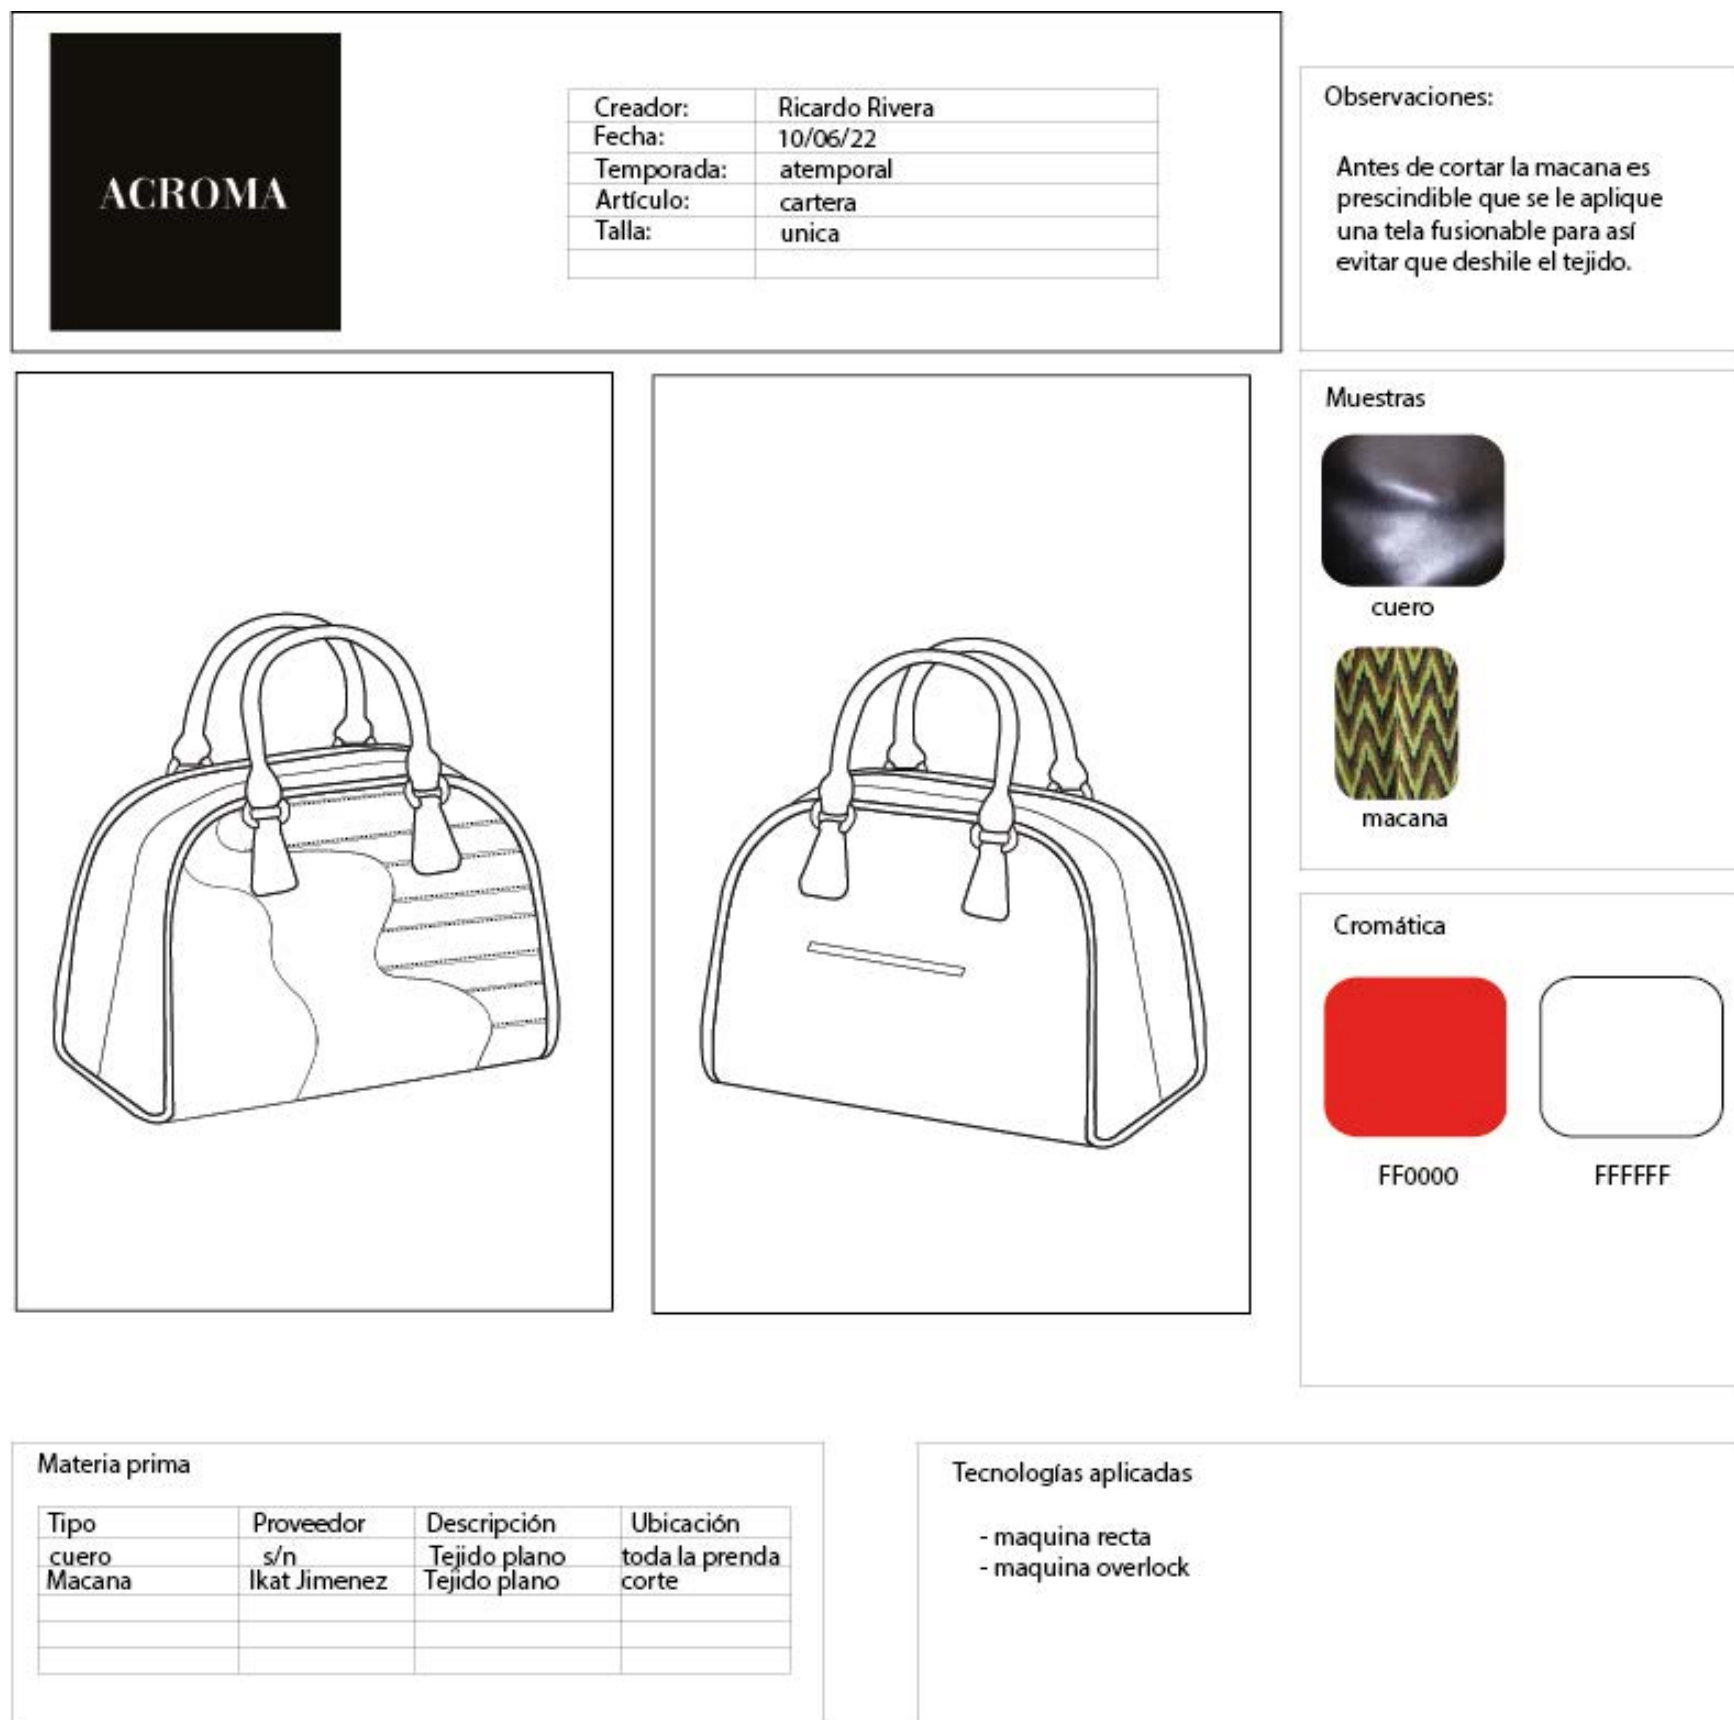 ACROMA
Creador: Ricardo Rivera
Fecha: 10/06/22
Temporada: atemporal
Artículo: cartera
Talla: unica
Observaciones:
Antes de cortar la macana es
prescindible que se le aplique
una tela fusionable para así
evitar que deshile el tejido.
Muestras
cuero
macana
Cromática
FF0000 FFFFFF
Materia prima
Tipo Proveedor Descripción Ubicación
cuero s/n Tejido plano toda la prenda
Macana Ikat Jimenez Tejido plano corte
Tecnologías aplicadas
- maquina recta
- maquina overlock